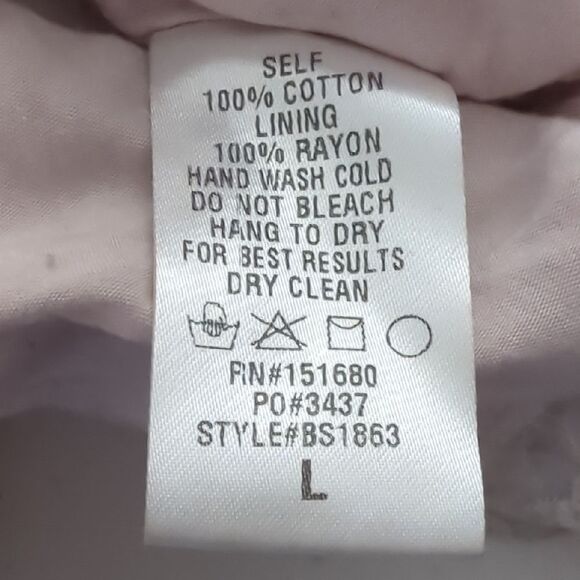 SELF
100% COTTON
LINING
100% RAYON
HAND WASH COLD
DO NOT BLEACH
HANG TO DRY
FOR BEST RESULTS
DRY CLEAN
RN#151680
PO#3437
STYLE#BS1863
L